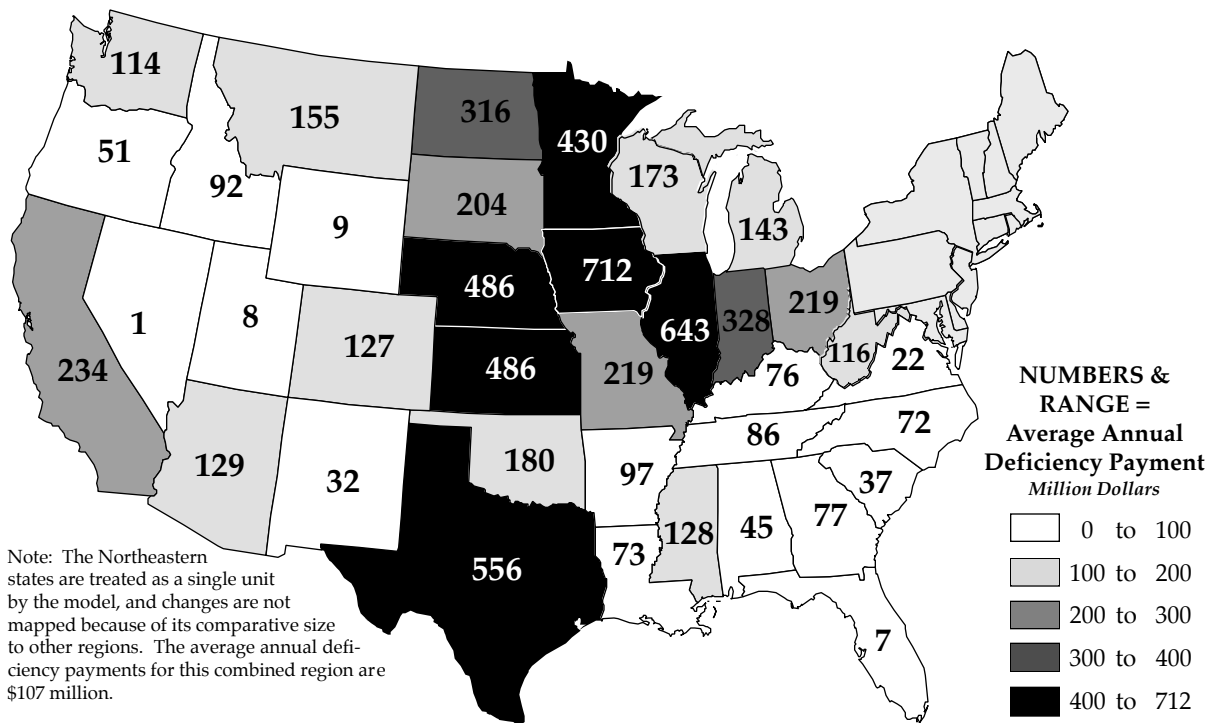 114
155
316
430
51
92
173
204
9
143
712
486
1
8
219
643
328
127
116
234
486
219
22
76
72
86
129
180
97
37
32
77
128
45
73
556
7
NUMBERS &
RANGE =
Average Annual
Deficiency Payment
Million Dollars
0 to 100
100 to 200
200 to 300
300 to 400
400 to 712
Note: The Northeastern
states are treated as a single unit
by the model, and changes are not
mapped because of its comparative size
to other regions. The average annual defi-
ciency payments for this combined region are
$107 million.